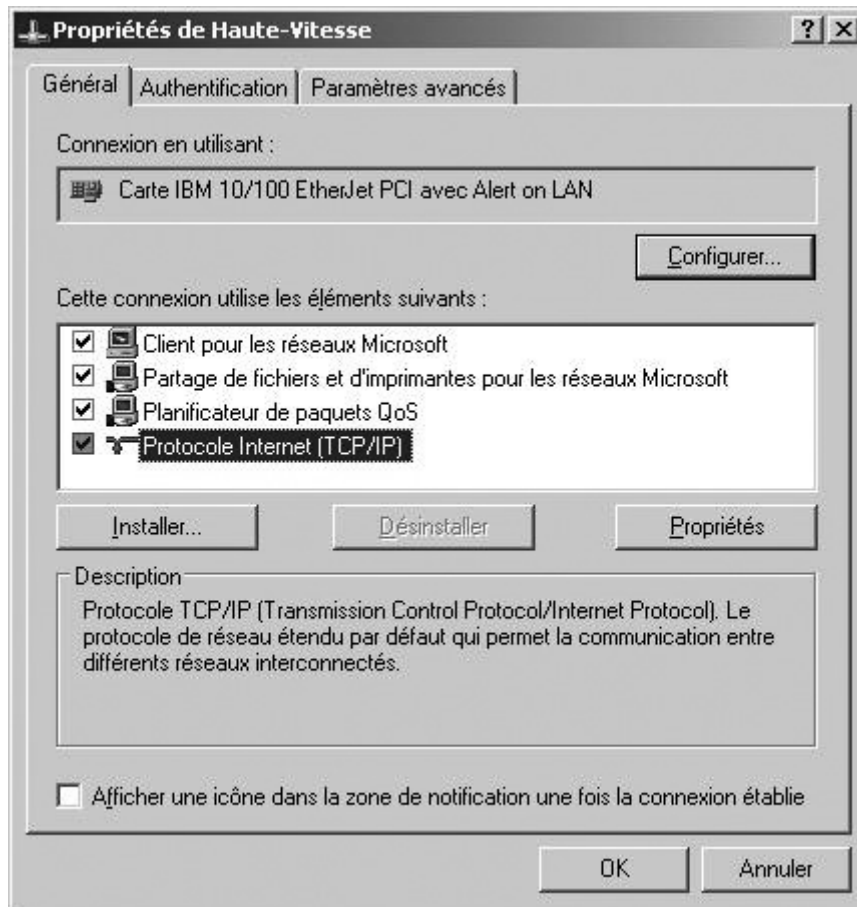 Propriétés de Haute-Vitesse
Général
Authentification
Paramètres avancés
Connexion en utilisant :
Carte IBM 10/100 EtherJet PCI avec Alert on LAN
Configurer...
Cette connexion utilise les éléments suivants :
Client pour les réseaux Microsoft
Partage de fichiers et d'imprimantes pour les réseaux Microsoft
Planificateur de paquets QoS
Protocole Internet (TCP/IP)
Installer...
Désinstaller
Propriétés
Description
Protocole TCP/IP (Transmission Control Protocol/Internet Protocol). Le
protocole de réseau étendu par défaut qui permet la communication entre
différents réseaux interconnectés.
Afficher une icône dans la zone de notification une fois la connexion établie
OK
Annuler